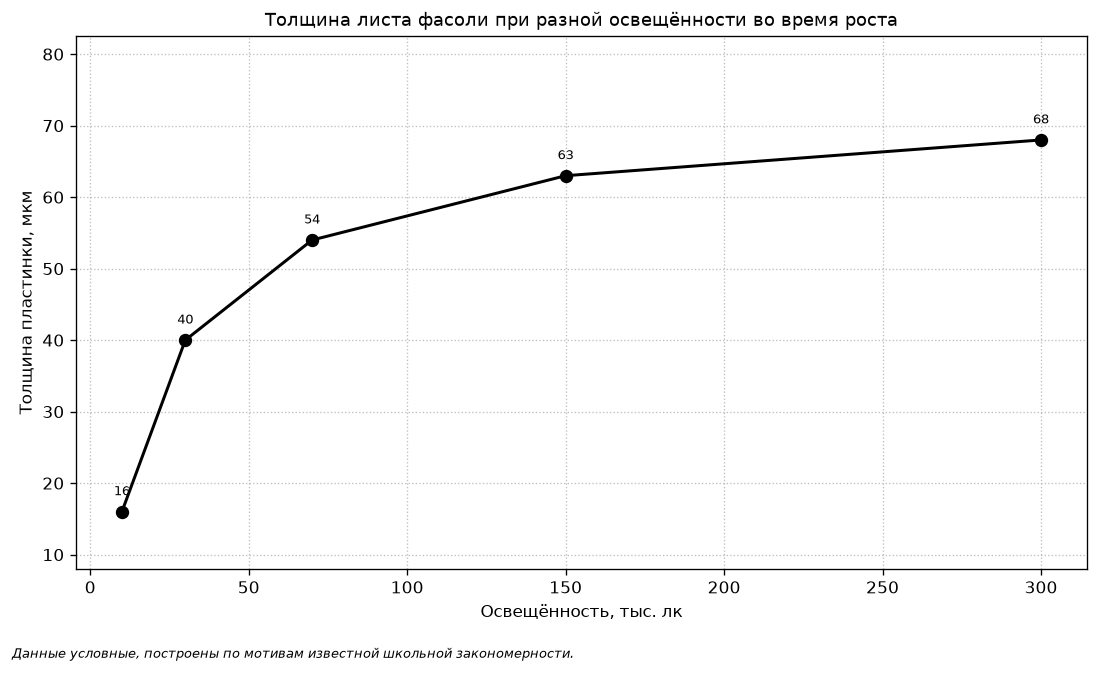 Толщина листа фасоли при разной освещённости во время роста
Толщина пластинки, мкм
80
70
60
50
40
30
20
10
16
40
54
63
68
0 50 100 150 200 250 300
Освещённость, тыс. лк
Данные условные, построены по мотивам известной школьной закономерности.